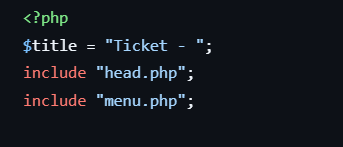 <?php
$title = "Ticket - ";
include "head.php";
include "menu.php";